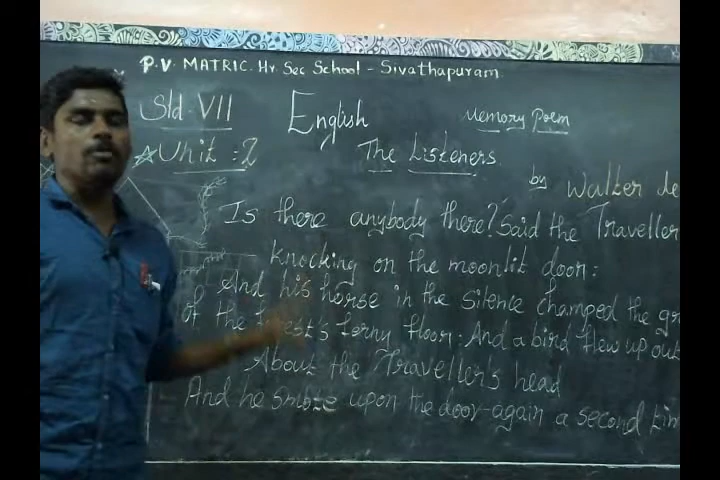 P.V. MATRIC. Hr. Sec School - Sivathapuram
Std. VII English Memory Poem
Unit : 2 The Listeners
by Walter de
Is there anybody there?' Said the Traveller
Knocking on the moonlit door:
And his horse in the silence champed the gr
of the forest's ferny floor: And a bird flew up out
About the Traveller's head
And he smote upon the door again a second tim